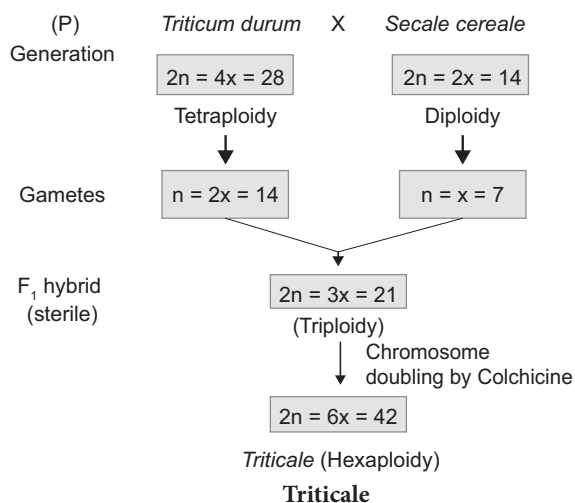 (P) Triticum durum X Secale cereale
Generation
2n = 4x = 28 2n = 2x = 14
Tetraploidy Diploidy
Gametes n = 2x = 14 n = x = 7
F₁ hybrid 2n = 3x = 21
(sterile) (Triploidy)
Chromosome
doubling by Colchicine
2n = 6x = 42
Triticale (Hexaploidy)
Triticale